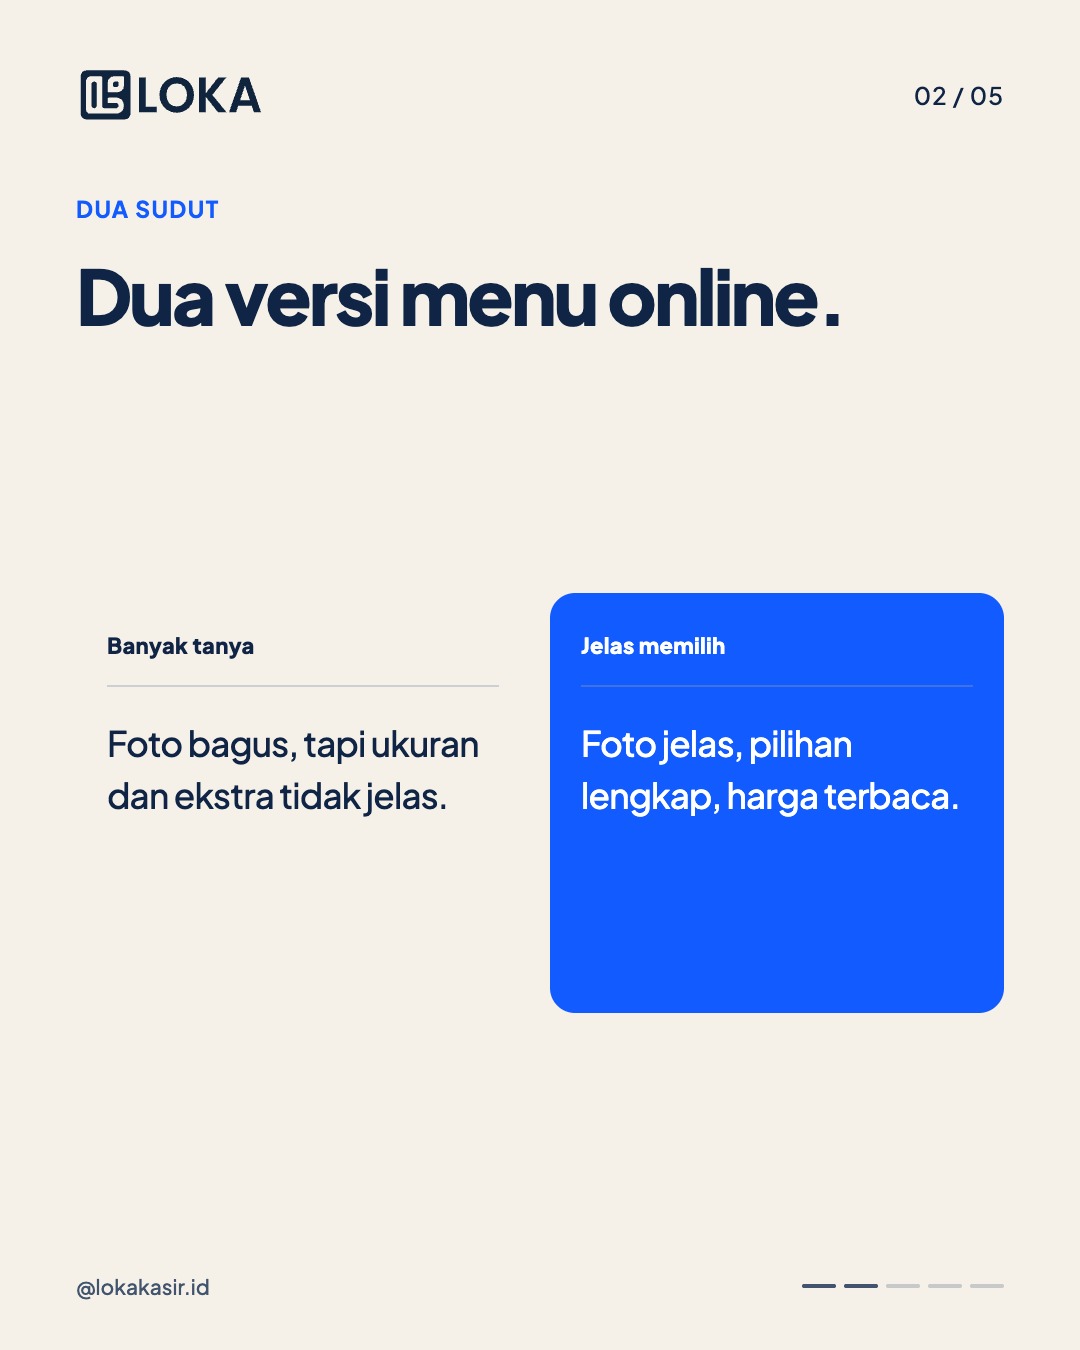 LOKA
02 / 05
DUA SUDUT
Dua versi menu online.
Banyak tanya
Foto bagus, tapi ukuran
dan ekstra tidak jelas.
Jelas memilih
Foto jelas, pilihan
lengkap, harga terbaca.
@lokakasir.id